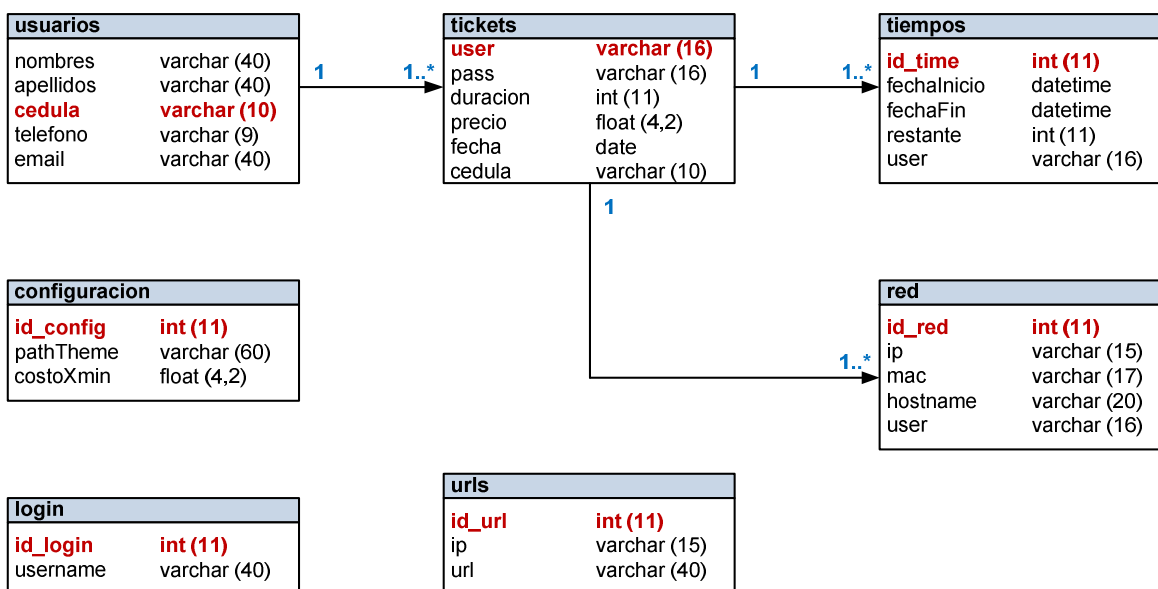 usuarios
nombres varchar (40)
apellidos varchar (40)
cedula varchar (10)
telefono varchar (9)
email varchar (40)
1 1..*
tickets
user varchar (16)
pass varchar (16)
duracion int (11)
precio float (4,2)
fecha date
cedula varchar (10)
1 1..*
tiempos
id_time int (11)
fechaInicio datetime
fechaFin datetime
restante int (11)
user varchar (16)
1
1..*
configuracion
id_config int (11)
pathTheme varchar (60)
costoXmin float (4,2)
red
id_red int (11)
ip varchar (15)
mac varchar (17)
hostname varchar (20)
user varchar (16)
login
id_login int (11)
username varchar (40)
urls
id_url int (11)
ip varchar (15)
url varchar (40)